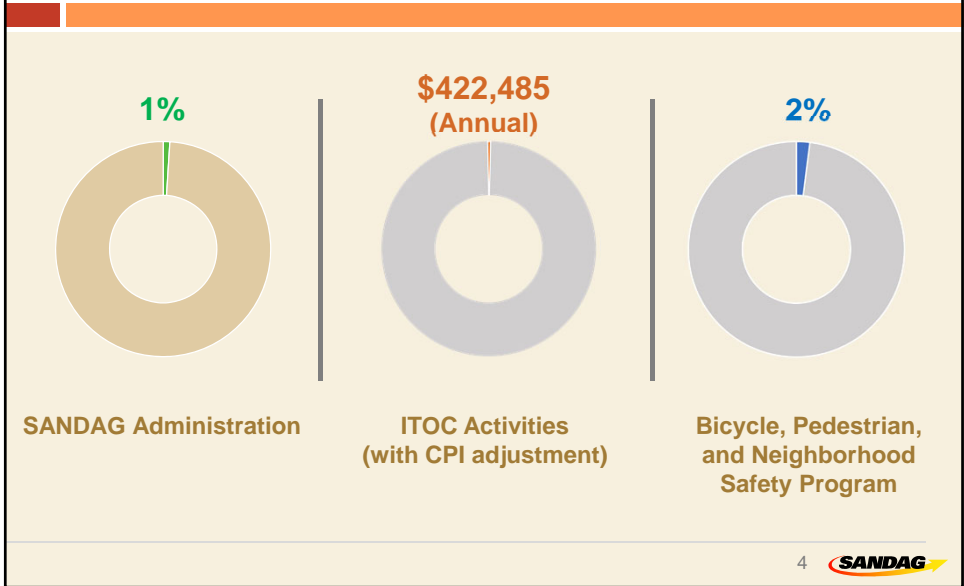 1%
SANDAG Administration
$422,485
(Annual)
ITOC Activities
(with CPI adjustment)
2%
Bicycle, Pedestrian,
and Neighborhood
Safety Program
4
SANDAG